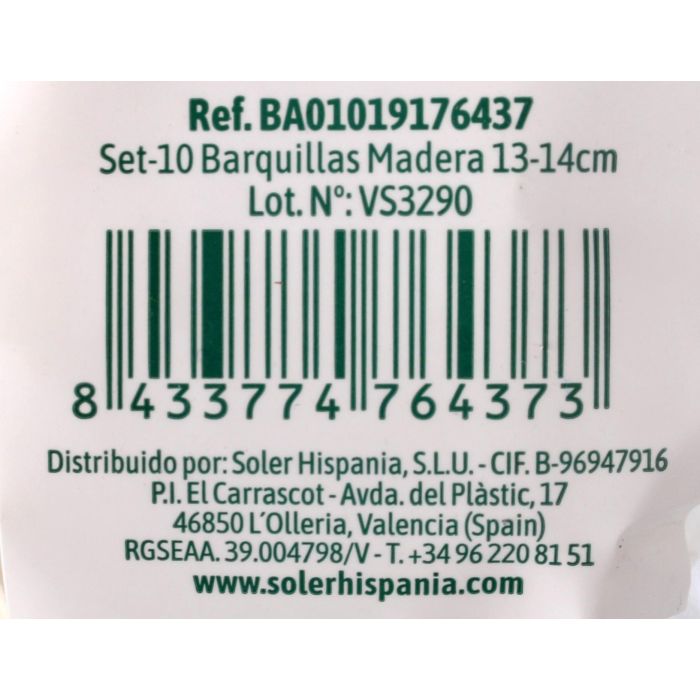 Ref. BA01019176437
Set-10 Barquillas Madera 13-14cm
Lot. Nº: VS3290
8 433774 764373
Distribuido por: Soler Hispania, S.L.U. - CIF. B-96947916
P.I. El Carrascot - Avda. del Plàstic, 17
46850 L'Olleria, Valencia (Spain)
RGSEAA. 39.004798/V - T. +34 96 220 81 51
www.solerhispania.com